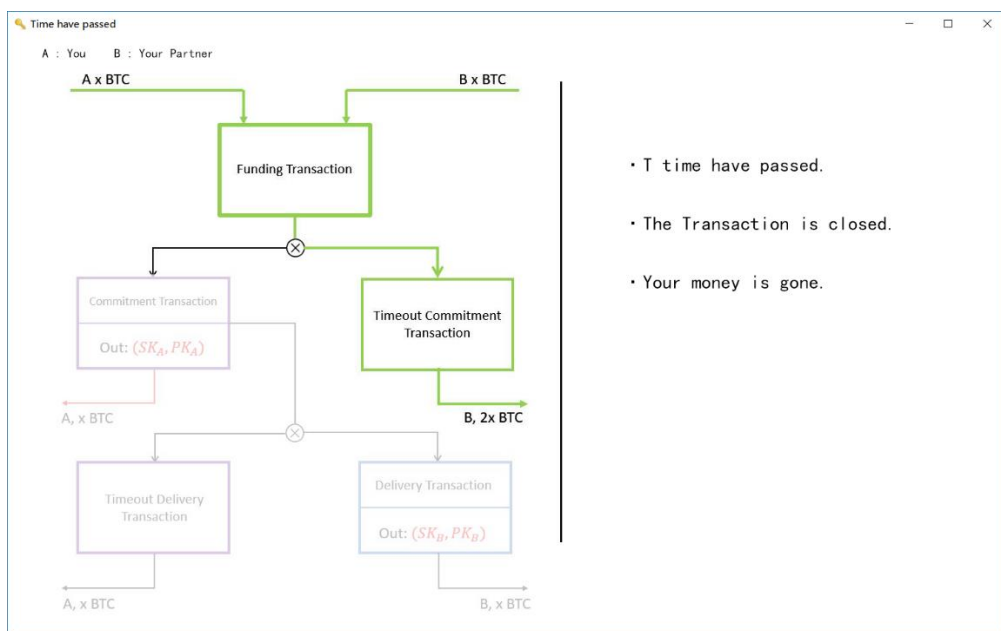 Time have passed
A : You B : Your Partner
A x BTC
B x BTC
Funding Transaction
・T time have passed.
・The Transaction is closed.
・Your money is gone.
Commitment Transaction
Out: (SK_A, PK_A)
A, x BTC
Timeout Commitment
Transaction
B, 2x BTC
Timeout Delivery
Transaction
A, x BTC
Delivery Transaction
Out: (SK_B, PK_B)
B, x BTC